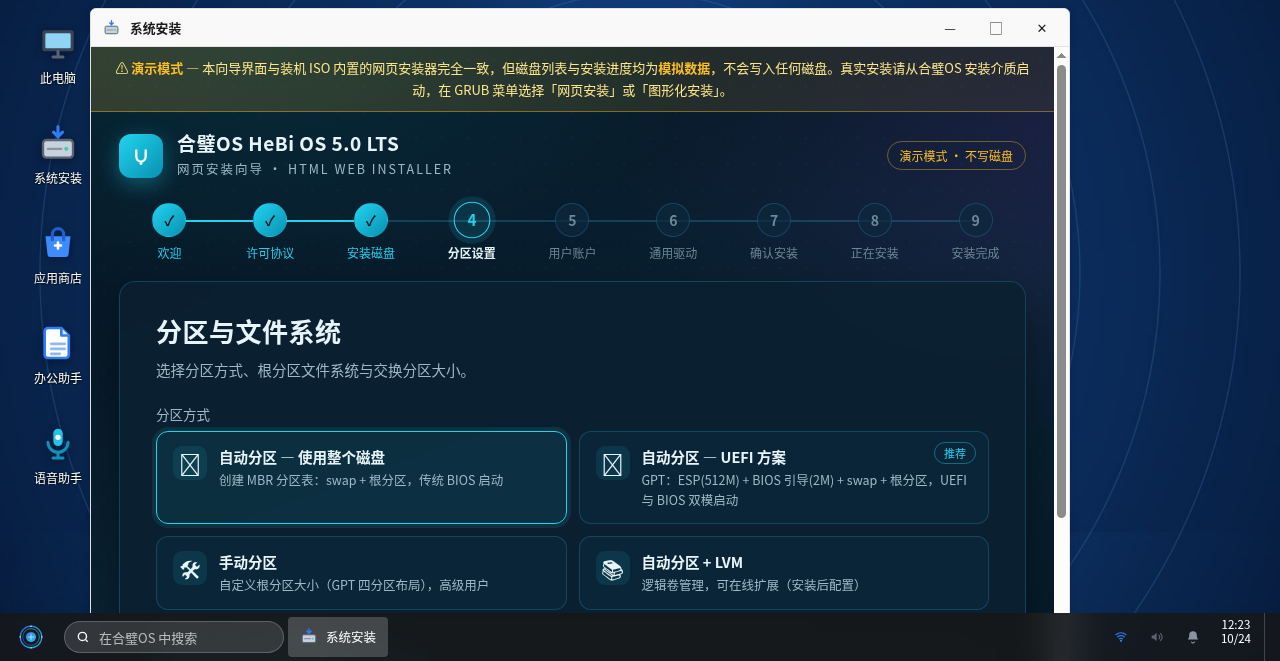 系统安装
此电脑
系统安装
应用商店
办公助手
语音助手
⚠ 演示模式 — 本向导界面与装机 ISO 内置的网页安装器完全一致，但磁盘列表与安装进度均为模拟数据，不会写入任何磁盘。真实安装请从合璧OS 安装介质启
动，在 GRUB 菜单选择「网页安装」或「图形化安装」。
合璧OS HeBi OS 5.0 LTS
网页安装向导 · HTML WEB INSTALLER
演示模式 · 不写磁盘
✓ ✓ ✓ 4 5 6 7 8 9
欢迎 许可协议 安装磁盘 分区设置 用户账户 通用驱动 确认安装 正在安装 安装完成
分区与文件系统
选择分区方式、根分区文件系统与交换分区大小。
分区方式
自动分区 — 使用整个磁盘
创建 MBR 分区表：swap + 根分区，传统 BIOS 启动
自动分区 — UEFI 方案
推荐
GPT：ESP(512M) + BIOS 引导(2M) + swap + 根分区，UEFI
与 BIOS 双模启动
手动分区
自定义根分区大小（GPT 四分区布局），高级用户
自动分区 + LVM
逻辑卷管理，可在线扩展（安装后配置）
在合璧OS 中搜索
系统安装
12:23
10/24